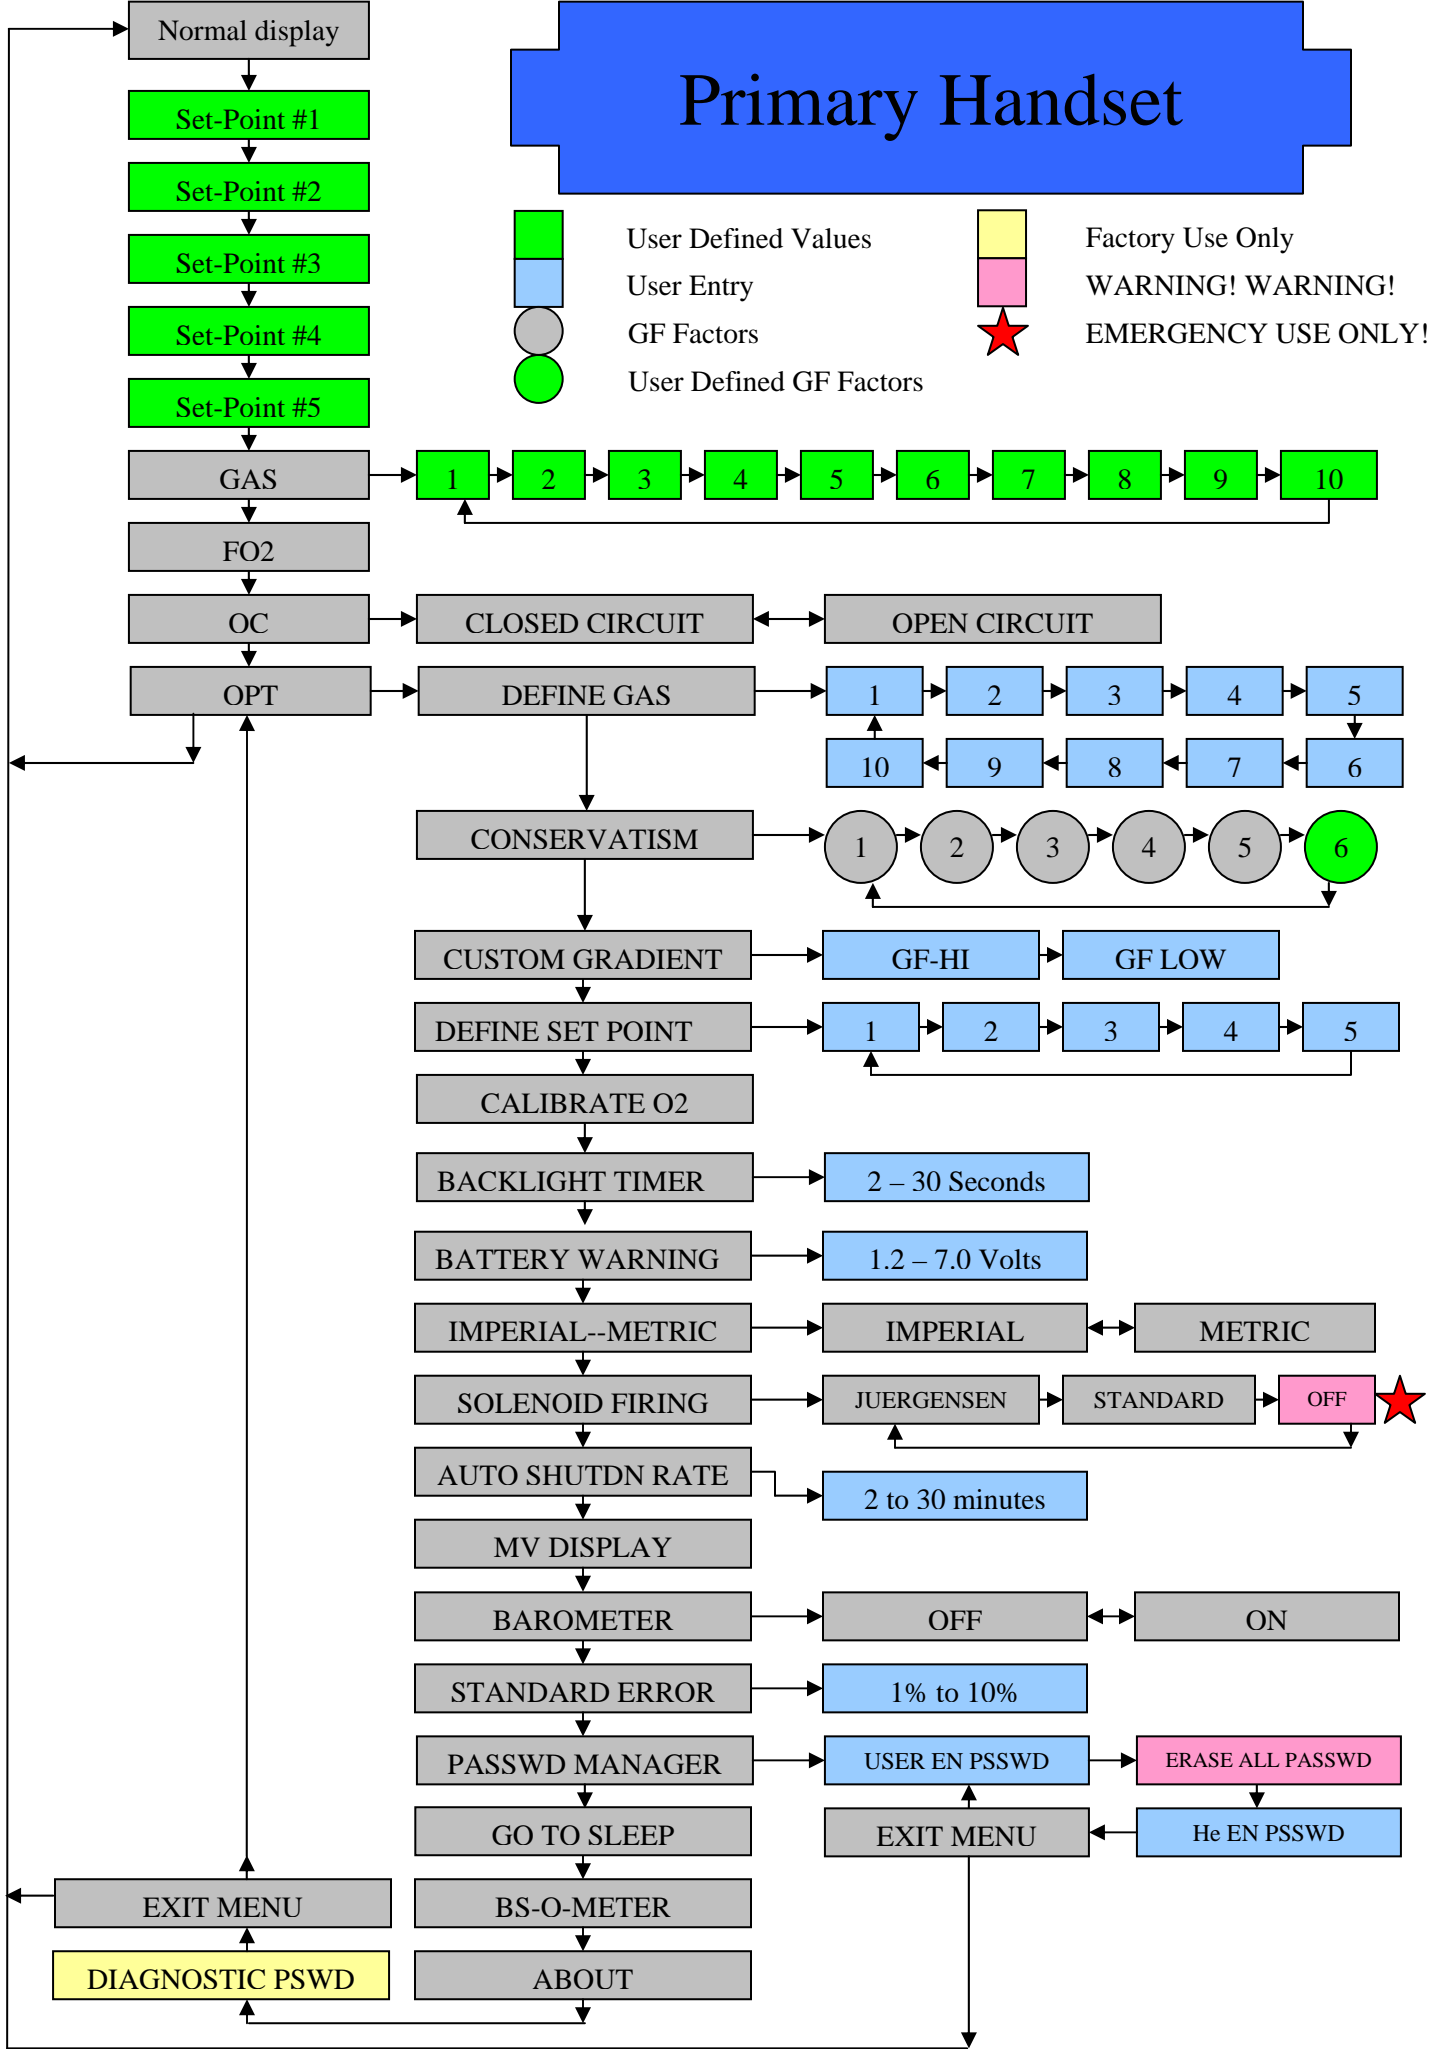 Normal display
Primary Handset
Set-Point #1
Set-Point #2
Set-Point #3
Set-Point #4
Set-Point #5
User Defined Values
User Entry
GF Factors
User Defined GF Factors
Factory Use Only
WARNING! WARNING!
EMERGENCY USE ONLY!
GAS
1 2 3 4 5 6 7 8 9 10
FO2
OC
CLOSED CIRCUIT
OPEN CIRCUIT
OPT
DEFINE GAS
1 2 3 4 5
10 9 8 7 6
CONSERVATISM
1 2 3 4 5 6
CUSTOM GRADIENT
GF-HI
GF LOW
DEFINE SET POINT
1 2 3 4 5
CALIBRATE O2
BACKLIGHT TIMER
2 – 30 Seconds
BATTERY WARNING
1.2 – 7.0 Volts
IMPERIAL--METRIC
IMPERIAL
METRIC
SOLENOID FIRING
JUERGENSEN
STANDARD
OFF
AUTO SHUTDN RATE
2 to 30 minutes
MV DISPLAY
BAROMETER
OFF
ON
STANDARD ERROR
1% to 10%
PASSWD MANAGER
USER EN PSSWD
ERASE ALL PASSWD
GO TO SLEEP
EXIT MENU
He EN PSSWD
EXIT MENU
BS-O-METER
DIAGNOSTIC PSWD
ABOUT